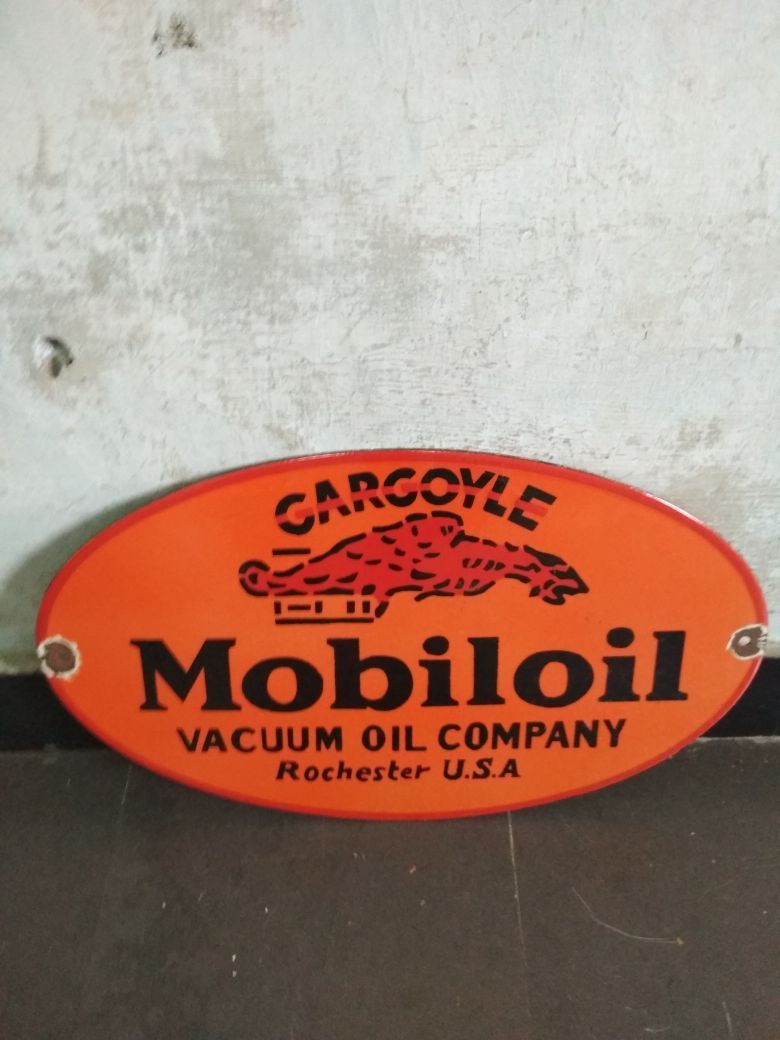 GARGOYLE
Mobiloil
VACUUM OIL COMPANY
Rochester U.S.A